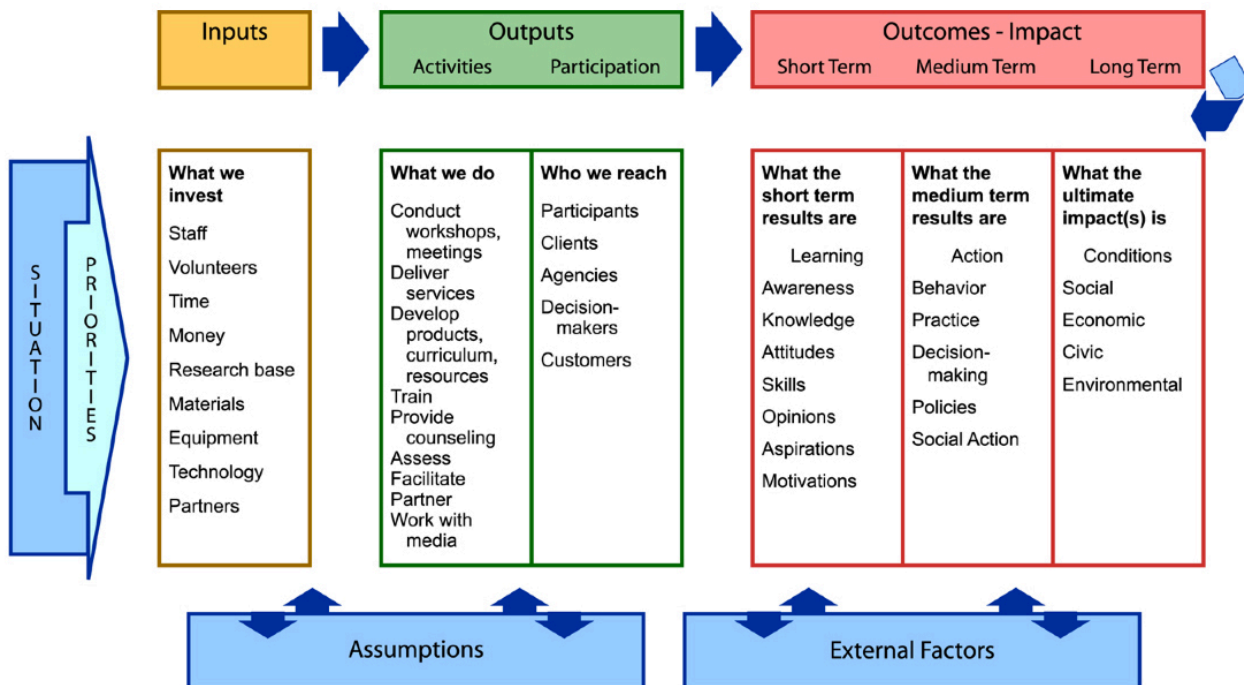 Inputs
Outputs
Activities Participation
Outcomes - Impact
Short Term Medium Term Long Term
SITUATION
PRIORITIES
What we
invest
Staff
Volunteers
Time
Money
Research base
Materials
Equipment
Technology
Partners
What we do
Conduct
workshops,
meetings
Deliver
services
Develop
products,
curriculum,
resources
Train
Provide
counseling
Assess
Facilitate
Partner
Work with
media
Who we reach
Participants
Clients
Agencies
Decision-
makers
Customers
What the
short term
results are
Learning
Awareness
Knowledge
Attitudes
Skills
Opinions
Aspirations
Motivations
What the
medium term
results are
Action
Behavior
Practice
Decision-
making
Policies
Social Action
What the
ultimate
impact(s) is
Conditions
Social
Economic
Civic
Environmental
Assumptions
External Factors